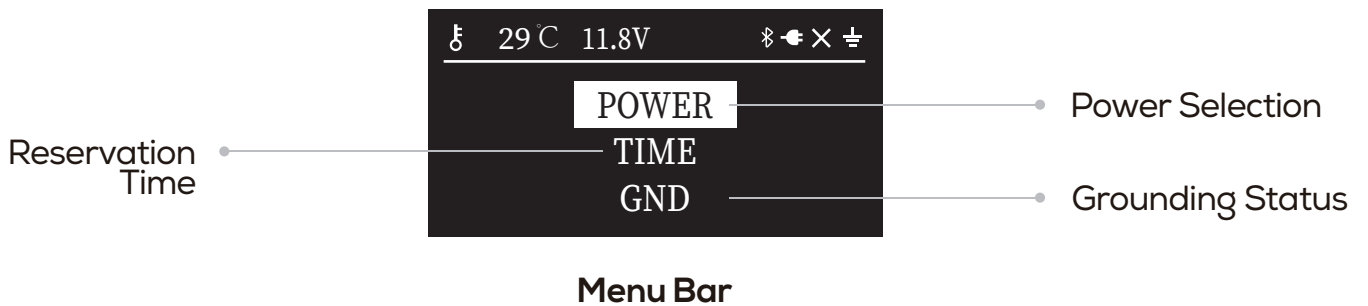 29℃ 11.8V
POWER
Power Selection
Reservation
Time
TIME
GND
Grounding Status
Menu Bar